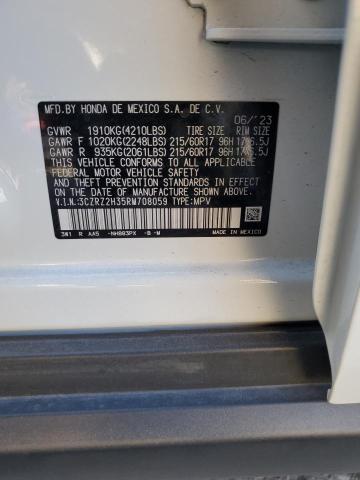 MFD.BY HONDA DE MEXICO S.A. DE C.V.
06/'23
GVWR 1910KG(4210LBS) TIRE SIZE RIM SIZE
GAWR F 1020KG(2248LBS) 215/60R17 96H 17X6.5J
GAWR R 935KG(2061LBS) 215/60R17 96H 17X6.5J
THIS VEHICLE CONFORMS TO ALL APPLICABLE
FEDERAL MOTOR VEHICLE SAFETY, BUMPER,
AND THEFT PREVENTION STANDARDS IN EFFECT
ON THE DATE OF MANUFACTURE SHOWN ABOVE.
V.I.N.:3CZRZ2H35RM708059 TYPE:MPV
3W1 R AA5 -NH883PX -B -M